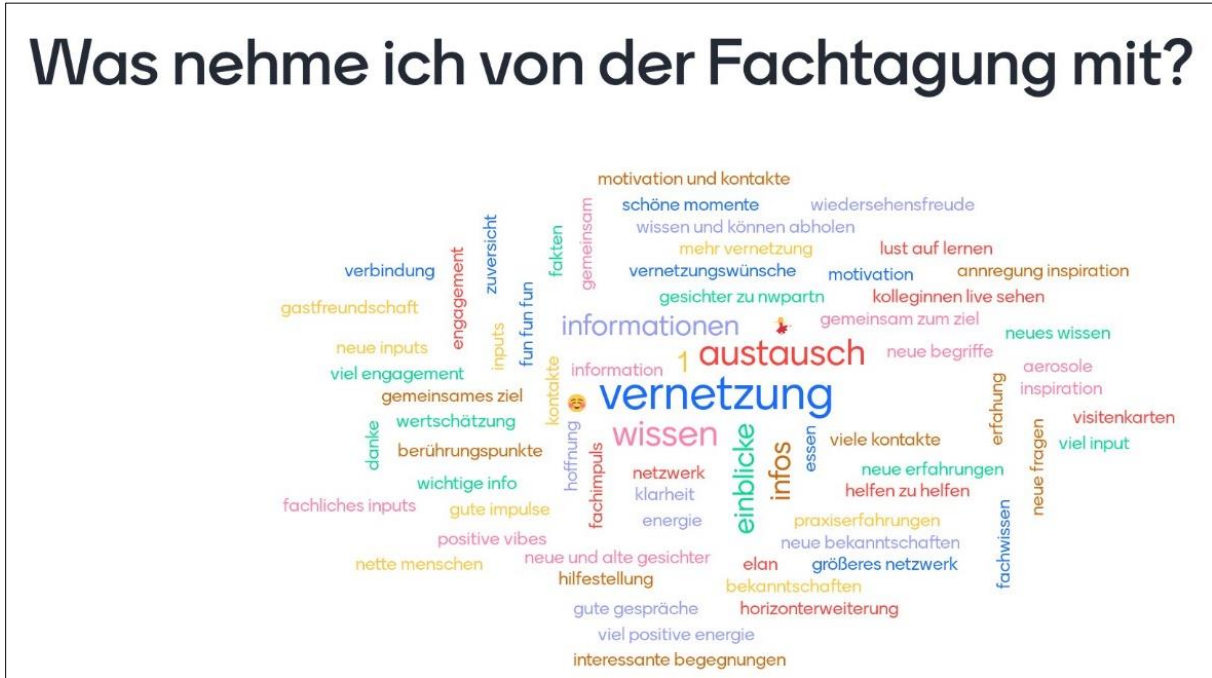 Was nehme ich von der Fachtagung mit?
motivation und kontakte
schöne momente
wiedersehensfreude
gemeinsam
wissen und können abholen
zuversicht
fakten
mehr vernetzung
lust auf lernen
verbindung
engagement
vernetzungswünsche
motivation
annregung inspiration
gastfreundschaft
fun fun fun
gesichter zu nwpartn
kolleginnen live sehen
informationen
gemeinsam zum ziel
neues wissen
neue inputs
inputs
1
austausch
neue begriffe
viel engagement
information
aerosole
gemeinsames ziel
kontakte
vernetzung
inspiration
wertschätzung
erfahung
visitenkarten
danke
berührungspunkte
hoffnung
wissen
einblicke
infos
essen
viele kontakte
viel input
wichtige info
fachimpuls
netzwerk
neue erfahrungen
neue fragen
fachliches inputs
gute impulse
klarheit
helfen zu helfen
energie
praxiserfahrungen
positive vibes
neue bekanntschaften
fachwissen
nette menschen
neue und alte gesichter
elan
größeres netzwerk
hilfestellung
bekanntschaften
gute gespräche
horizonterweiterung
viel positive energie
interessante begegnungen